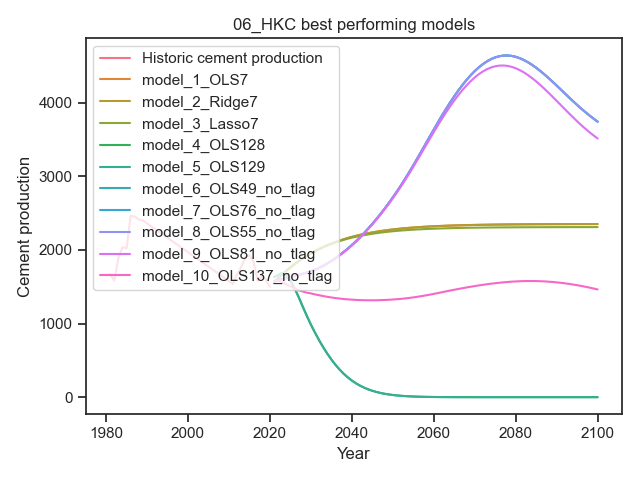 06_HKC best performing models
Historic cement production
model_1_OLS7
model_2_Ridge7
model_3_Lasso7
model_4_OLS128
model_5_OLS129
model_6_OLS49_no_tlag
model_7_OLS76_no_tlag
model_8_OLS55_no_tlag
model_9_OLS81_no_tlag
model_10_OLS137_no_tlag
Cement production
4000
3000
2000
1000
0
1980 2000 2020 2040 2060 2080 2100
Year